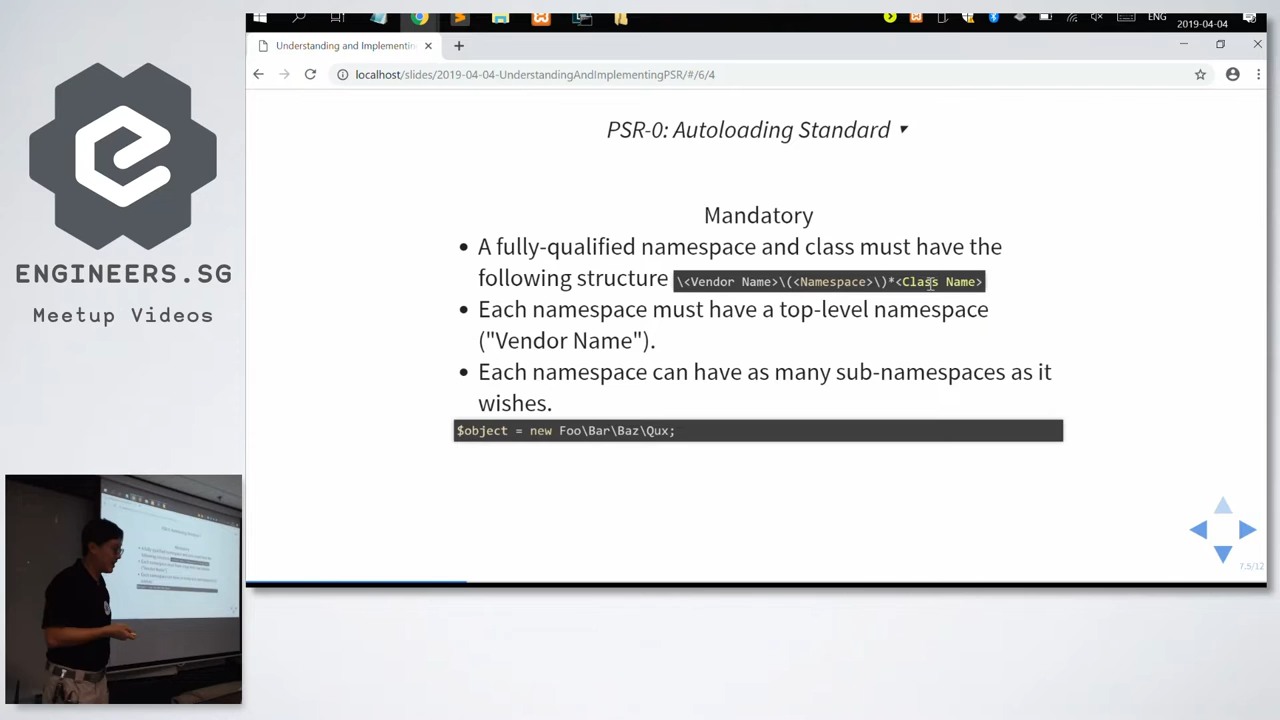 ENG
2019-04-04
Understanding and Implementin
localhost/slides/2019-04-04-UnderstandingAndImplementingPSR/#/6/4
PSR-0: Autoloading Standard
ENGINEERS.SG
Meetup Videos
Mandatory
• A fully-qualified namespace and class must have the
following structure \<Vendor Name>\(<Namespace>\)*<Class Name>
• Each namespace must have a top-level namespace
("Vendor Name").
• Each namespace can have as many sub-namespaces as it
wishes.
$object = new Foo\Bar\Baz\Qux;
7.5/12